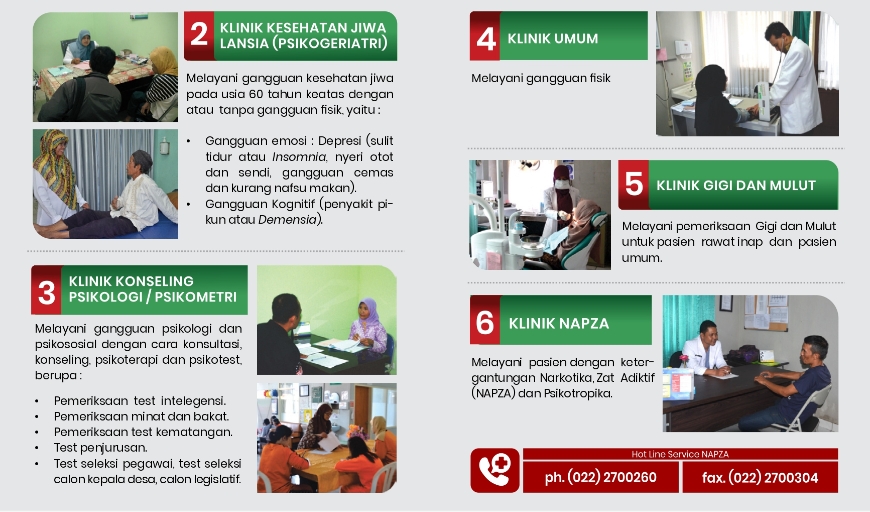 2
KLINIK KESEHATAN JIWA
LANSIA (PSIKOGERIATRI)
Melayani gangguan kesehatan jiwa
pada usia 60 tahun keatas dengan
atau tanpa gangguan fisik, yaitu :
• Gangguan emosi : Depresi (sulit
tidur atau Insomnia, nyeri otot
dan sendi, gangguan cemas
dan kurang nafsu makan).
• Gangguan Kognitif (penyakit pi-
kun atau Demensia).
3
KLINIK KONSELING
PSIKOLOGI / PSIKOMETRI
Melayani gangguan psikologi dan
psikososial dengan cara konsultasi,
konseling, psikoterapi dan psikotest,
berupa :
• Pemeriksaan test intelegensi.
• Pemeriksaan minat dan bakat.
• Pemeriksaan test kematangan.
• Test penjurusan.
• Test seleksi pegawai, test seleksi
calon kepala desa, calon legislatif.
4
KLINIK UMUM
Melayani gangguan fisik
5
KLINIK GIGI DAN MULUT
Melayani pemeriksaan Gigi dan Mulut
untuk pasien rawat inap dan pasien
umum.
6
KLINIK NAPZA
Melayani pasien dengan keter-
gantungan Narkotika, Zat Adiktif
(NAPZA) dan Psikotropika.
Hot Line Service NAPZA
ph. (022) 2700260
fax. (022) 2700304